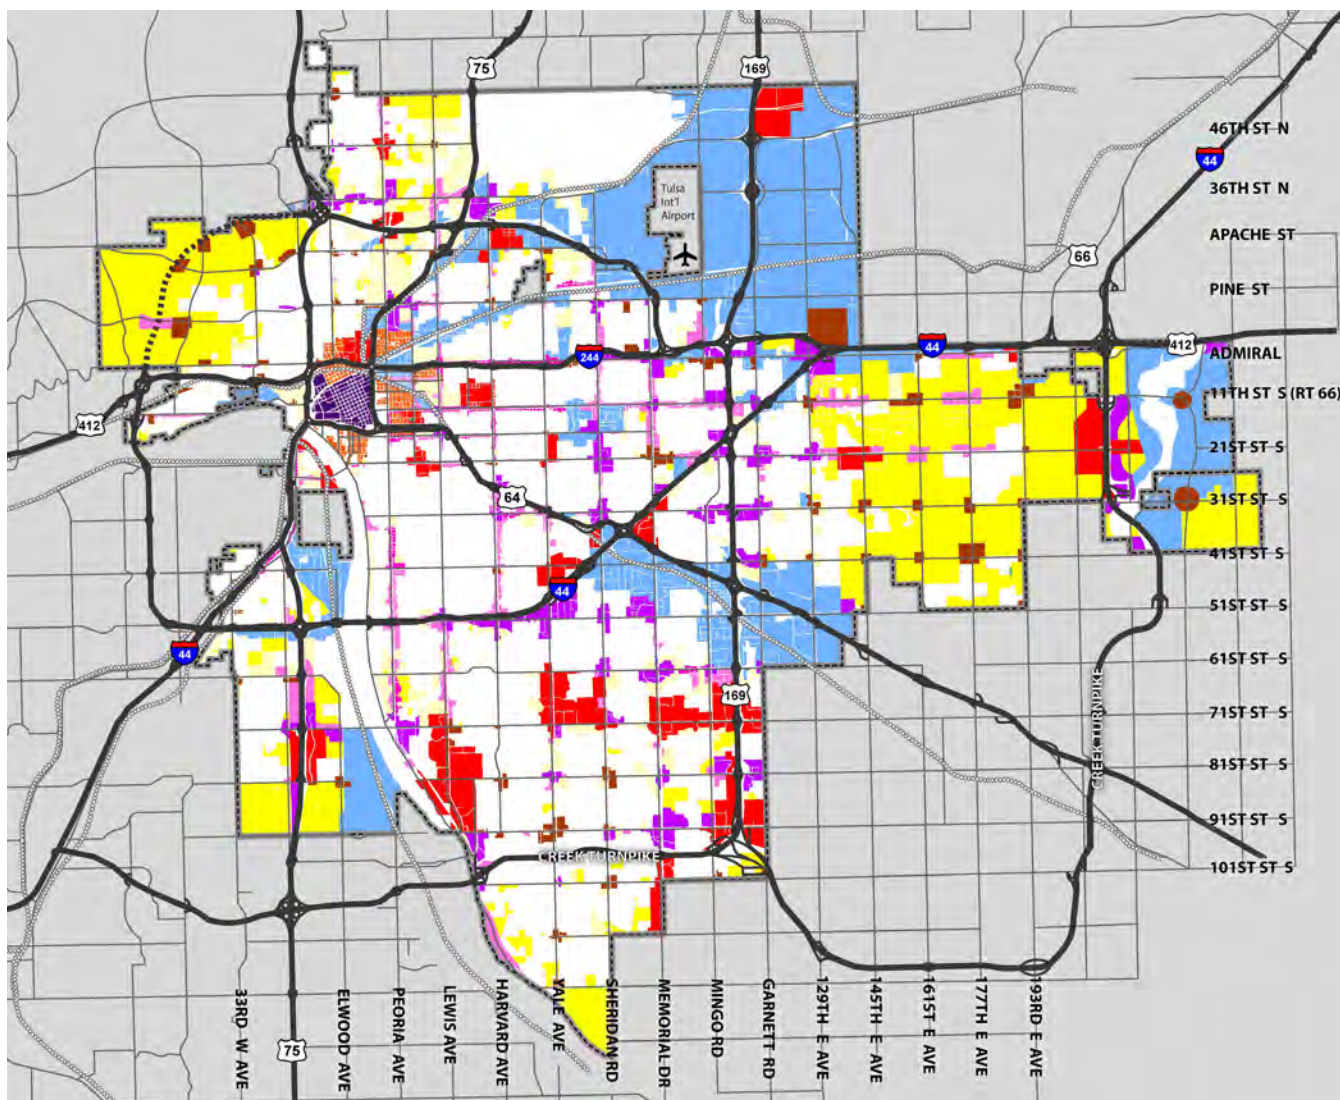 75
169
46TH ST N
44
36TH ST N
Tulsa
Int'l
Airport
APACHE ST
66
PINE ST
412
ADMIRAL
244
44
11TH ST S (RT 66)
412
21ST ST S
64
31ST ST S
41ST ST S
44
51ST ST S
44
61ST ST S
169
71ST ST S
CREEK TURNPIKE
81ST ST S
91ST ST S
CREEK TURNPIKE
101ST ST S
33RD W AVE
ELWOOD AVE
PEORIA AVE
LEWIS AVE
HARVARD AVE
YALE AVE
SHERIDAN RD
MEMORIAL DR
MINGO RD
GARNETT RD
129TH E AVE
145TH E AVE
161ST E AVE
177TH E AVE
193RD E AVE
75